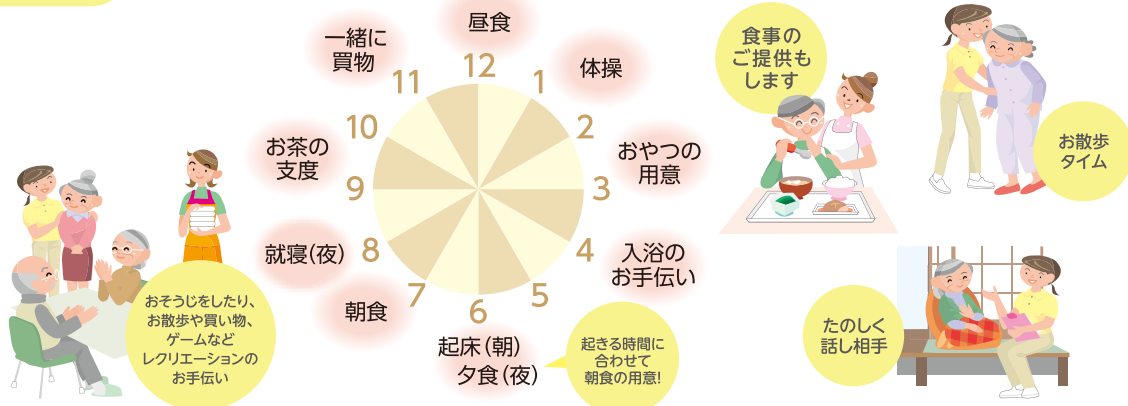 昼食
12
体操
1
2
おやつの
用意
3
4
入浴の
お手伝い
5
6
起床(朝)
夕食(夜)
起きる時間に
合わせて
朝食の用意!
7
朝食
8
就寝(夜)
9
お茶の
支度
10
11
一緒に
買物
おそうじをしたり、
お散歩や買い物、
ゲームなど
レクリエーションの
お手伝い
食事の
ご提供も
します
お散歩
タイム
たのしく
話し相手